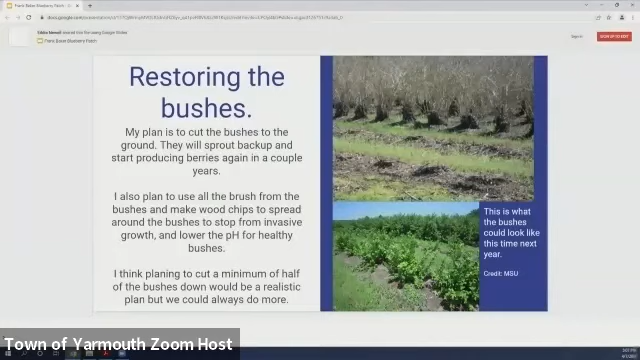 Restoring the
bushes.
My plan is to cut the bushes to the
ground. They will sprout backup and
start producing berries again in a couple
years.
I also plan to use all the brush from the
bushes and make wood chips to spread
around the bushes to stop from invasive
growth, and lower the pH for healthy
bushes.
I think planing to cut a minimum of half
of the bushes down would be a realistic
plan but we could always do more.
This is what
the bushes
could look like
this time next
year.
Credit: MSU
Town of Yarmouth Zoom Host